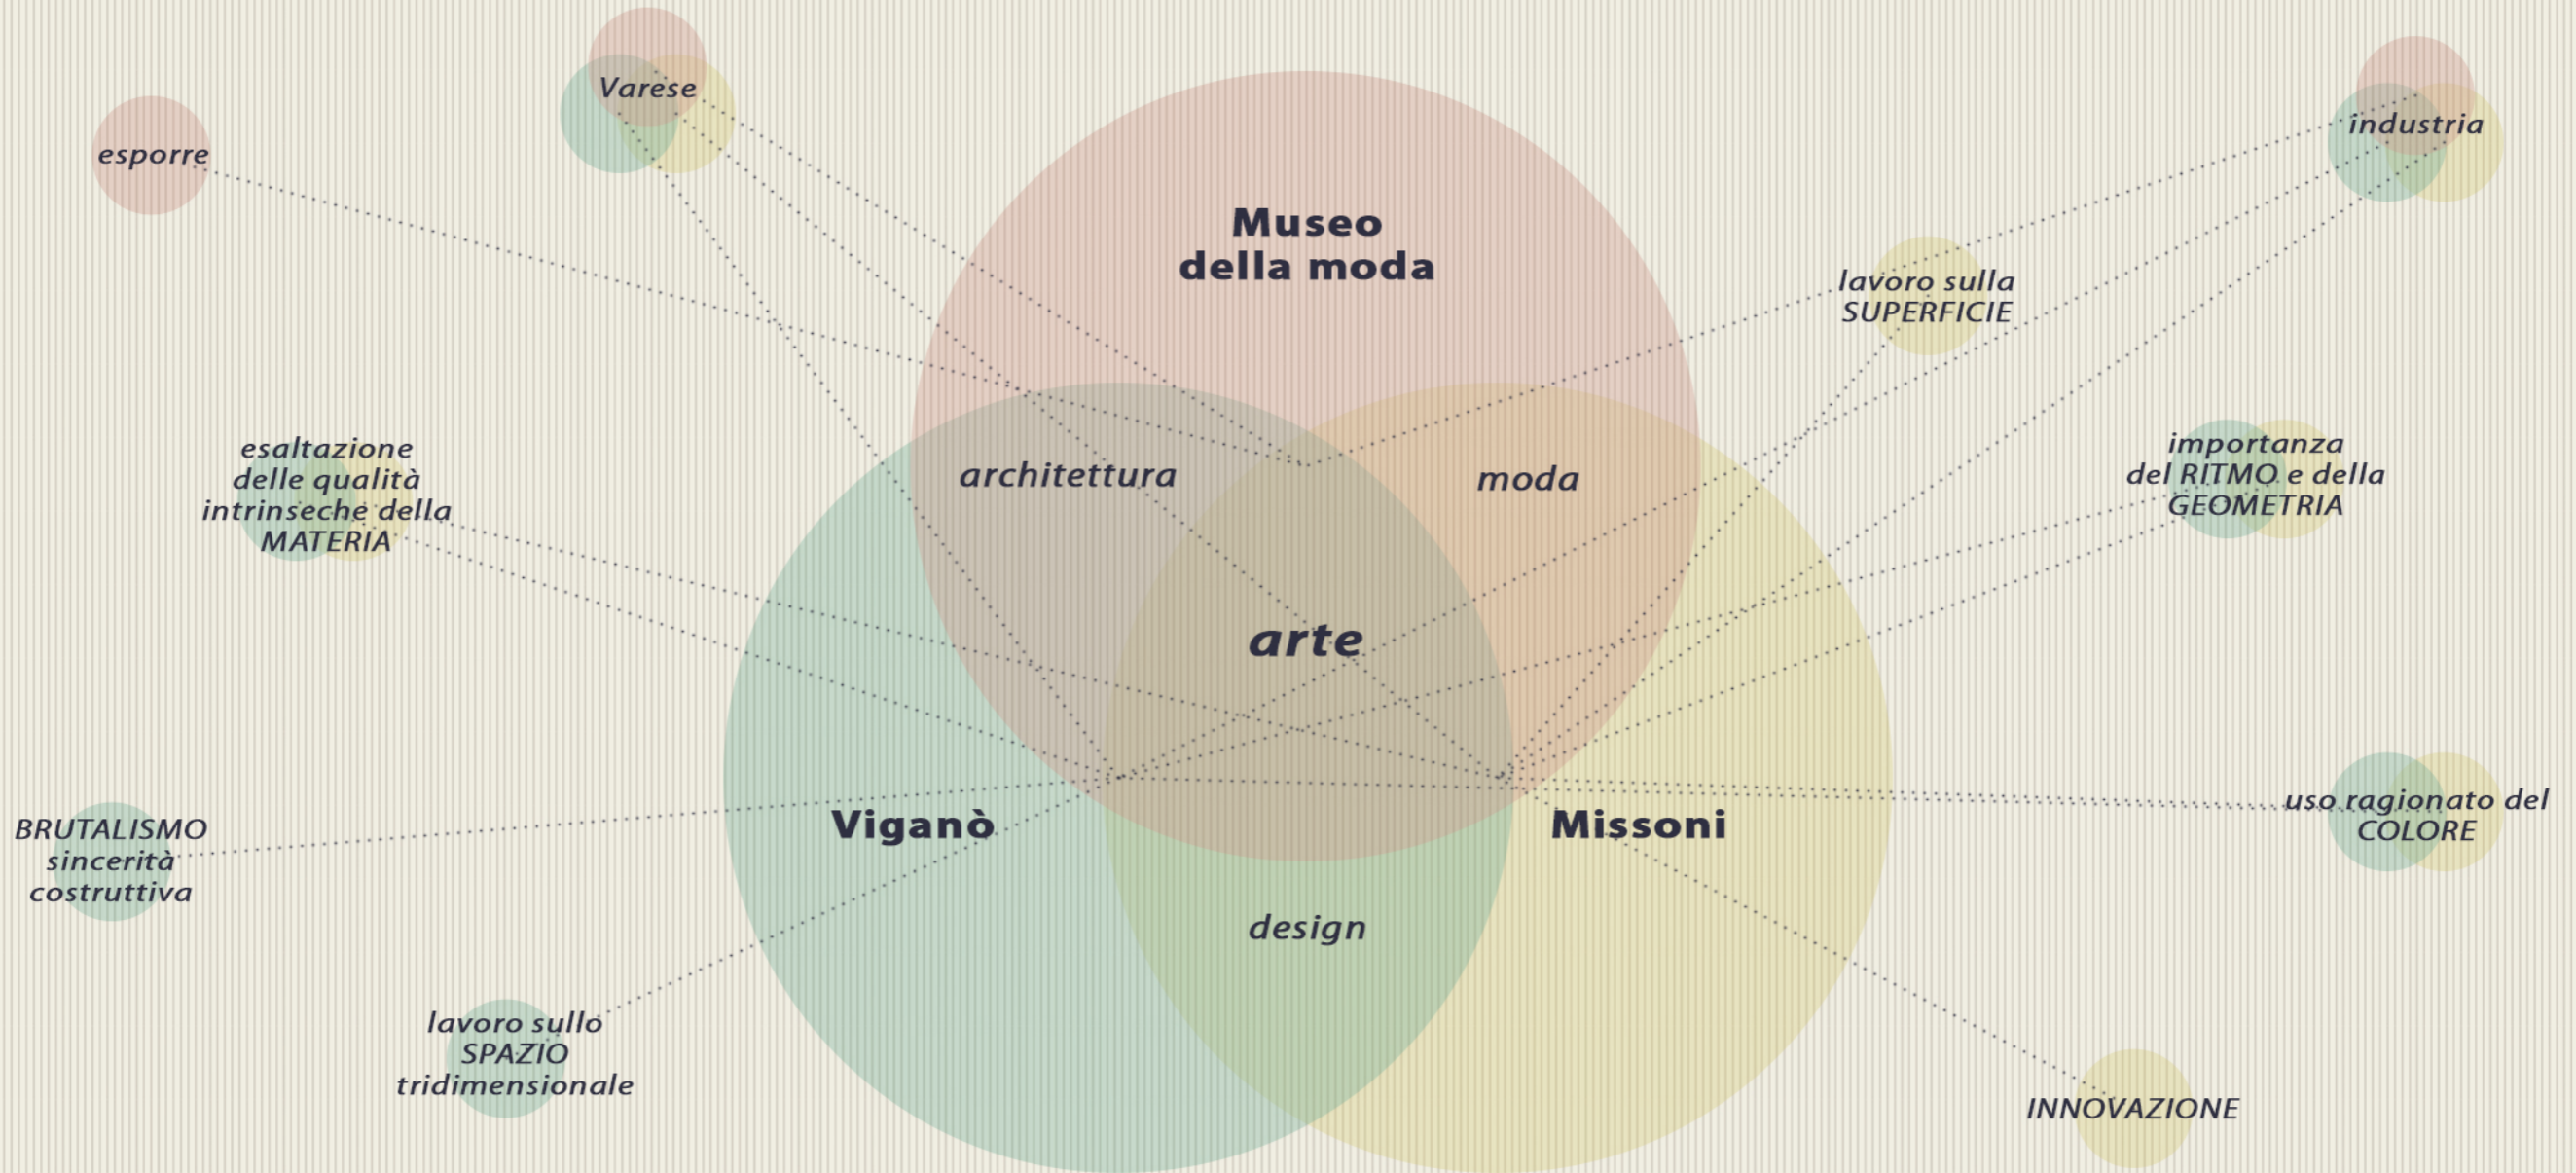 Varese
industria
esporre
Museo
della moda
lavoro sulla
SUPERFICIE
esaltazione
delle qualità
intrinseche della
MATERIA
architettura
moda
importanza
del RITMO e della
GEOMETRIA
arte
BRUTALISMO
sincerità
costruttiva
Viganò
Missoni
uso ragionato del
COLORE
design
lavoro sullo
SPAZIO
tridimensionale
INNOVAZIONE